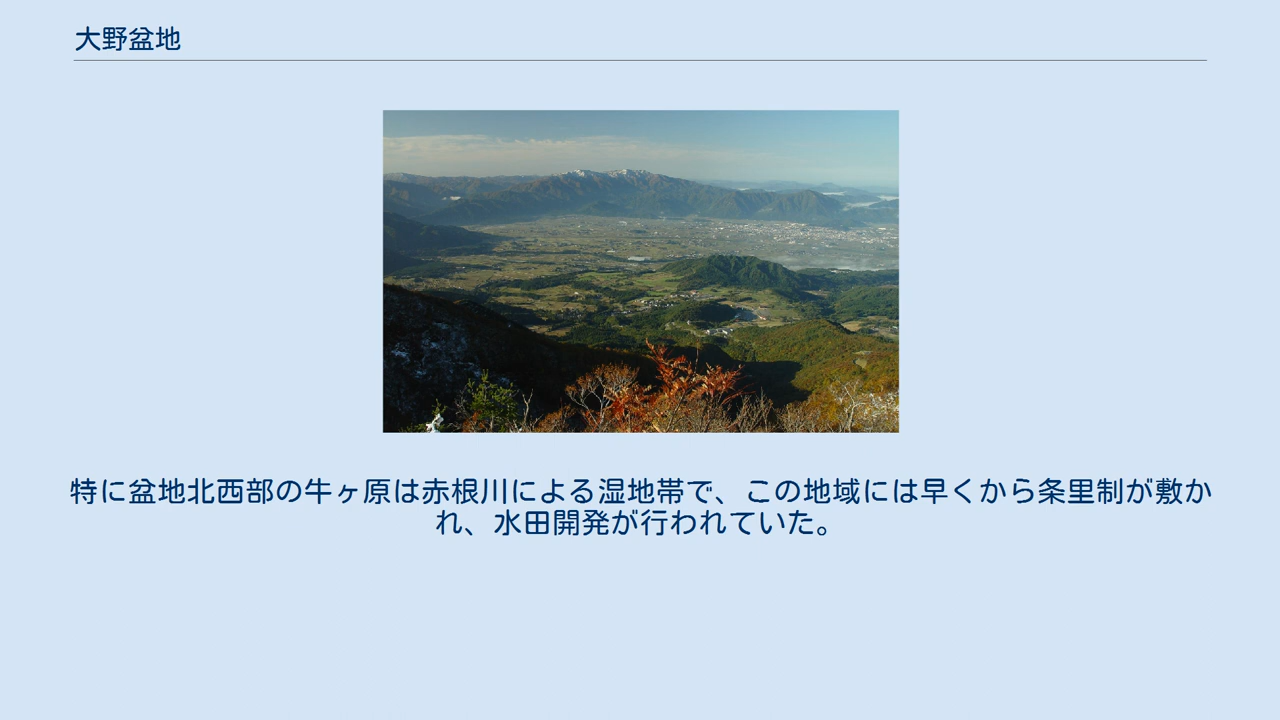 大野盆地
特に盆地北西部の牛ヶ原は赤根川による湿地帯で、この地域には早くから条里制が敷か
れ、水田開発が行われていた。